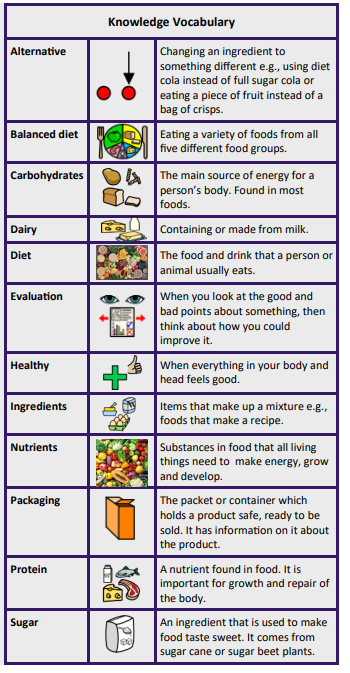 Knowledge Vocabulary
Alternative
Changing an ingredient to
something different e.g., using diet
cola instead of full sugar cola or
eating a piece of fruit instead of a
bag of crisps.
Balanced diet
Eating a variety of foods from all
five different food groups.
Carbohydrates
The main source of energy for a
person's body. Found in most
foods.
Dairy
Containing or made from milk.
Diet
The food and drink that a person or
animal usually eats.
Evaluation
When you look at the good and
bad points about something, then
think about how you could
improve it.
Healthy
When everything in your body and
head feels good.
Ingredients
Items that make up a mixture e.g.,
foods that make a recipe.
Nutrients
Substances in food that all living
things need to  make energy, grow
and develop.
Packaging
The packet or container which
holds a product safe, ready to be
sold. It has information on it about
the product.
Protein
A nutrient found in food. It is
important for growth and repair of
the body.
Sugar
An ingredient that is used to make
food taste sweet. It comes from
sugar cane or sugar beet plants.